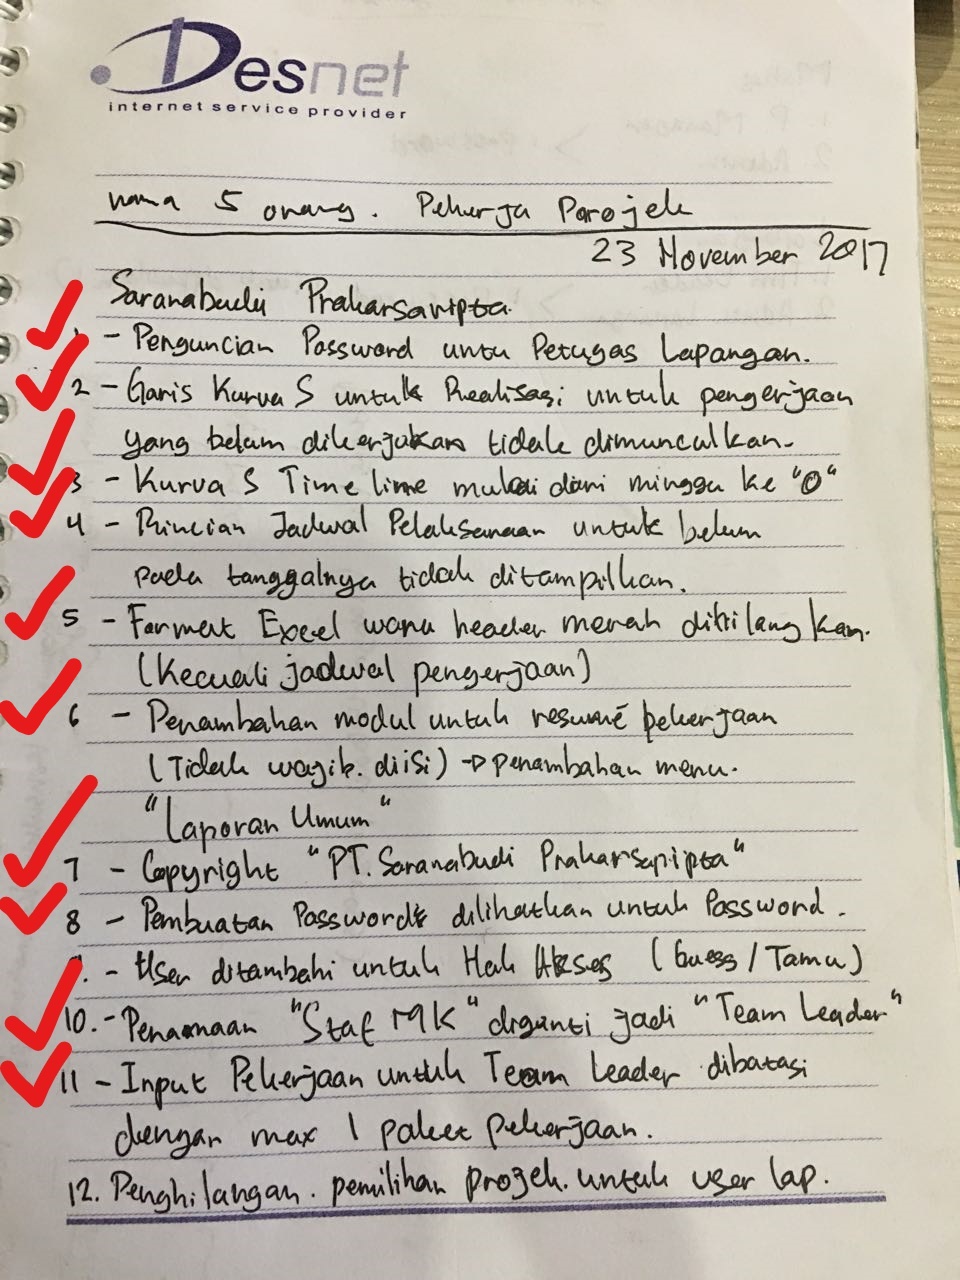 Desnet
internet service provider
nama 5 orang. Pekerja Parojek
23 November 2017
Saranabudi Prakarsaripta.
1 - Penguncian Password untu Petugas Lapangan.
2 - Garis Kurva S untuk Realisasi untuk pengerjaan
yang belum dikerjakan tidak dimunculkan.
3 - Kurva S Time line mulai dari minggu ke "0"
4 - Rincian Jadwal Pelaksanaan untuk belum
pada tanggalnya tidak ditampilkan.
5 - Format Excel warna header merah dihilangkan.
(Kecuali jadwal pengerjaan)
6 - Penambahan modul untuk resumé pekerjaan
(Tidak wajib diisi) → penambahan menu.
"Laporan Umum"
7 - Copyright "PT. Saranabudi Prakarsaripta"
8 - Pembuatan Password dilihatkan untuk Password.
9. - User ditambahi untuk Hak Akses (Guess / Tamu)
10. - Penamaan "Staf MK" diganti jadi "Team Leader"
11 - Input Pekerjaan untuk Team Leader dibatasi
dengan max 1 paket pekerjaan.
12. Penghilangan. pemilihan projek. untuk user lap.